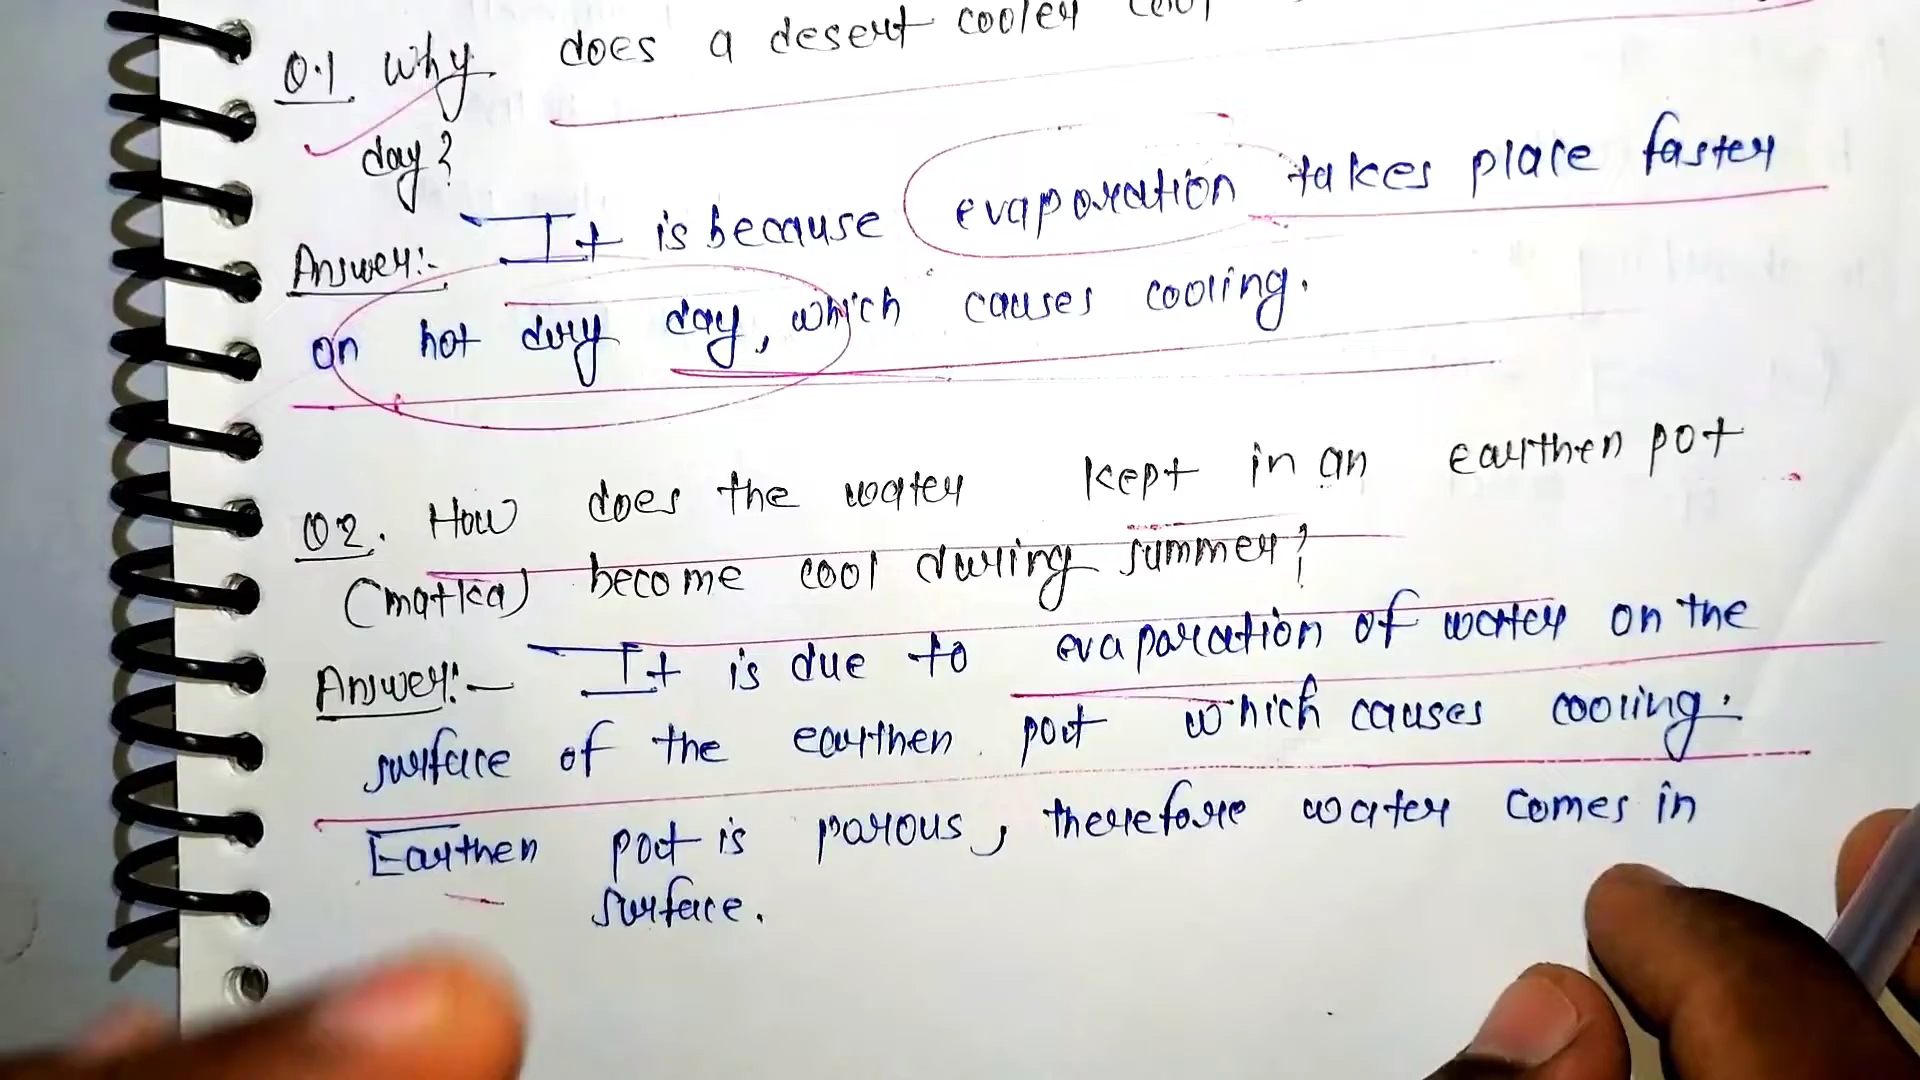 Q.1 Why does a desert cooler cool
day?
Answer:- It is because evaporation takes place faster
on hot dry day, which causes cooling.
Q2. How does the water kept in an earthen pot
(matka) become cool during summer?
Answer:- It is due to evaporation of water on the
surface of the earthen pot which causes cooling.
Earthen pot is porous, therefore water comes in
surface.